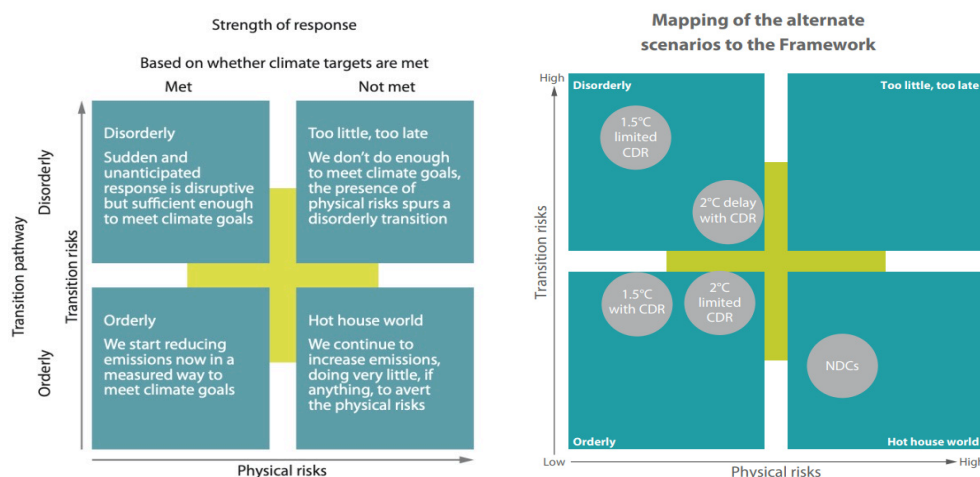 Strength of response
Based on whether climate targets are met
Met
Not met
Transition pathway
Disorderly
Orderly
Transition risks
Disorderly
Sudden and
unanticipated
response is disruptive
but sufficient enough
to meet climate goals
Too little, too late
We don't do enough
to meet climate goals,
the presence of
physical risks spurs a
disorderly transition
Orderly
We start reducing
emissions now in a
measured way to
meet climate goals
Hot house world
We continue to
increase emissions,
doing very little, if
anything, to avert
the physical risks
Physical risks
Mapping of the alternate
scenarios to the Framework
High
Transition risks
Disorderly
Too little, too late
1.5°C
limited
CDR
2°C delay
with CDR
1.5°C
with CDR
2°C
limited
CDR
NDCs
Orderly
Hot house world
Low
Physical risks
High